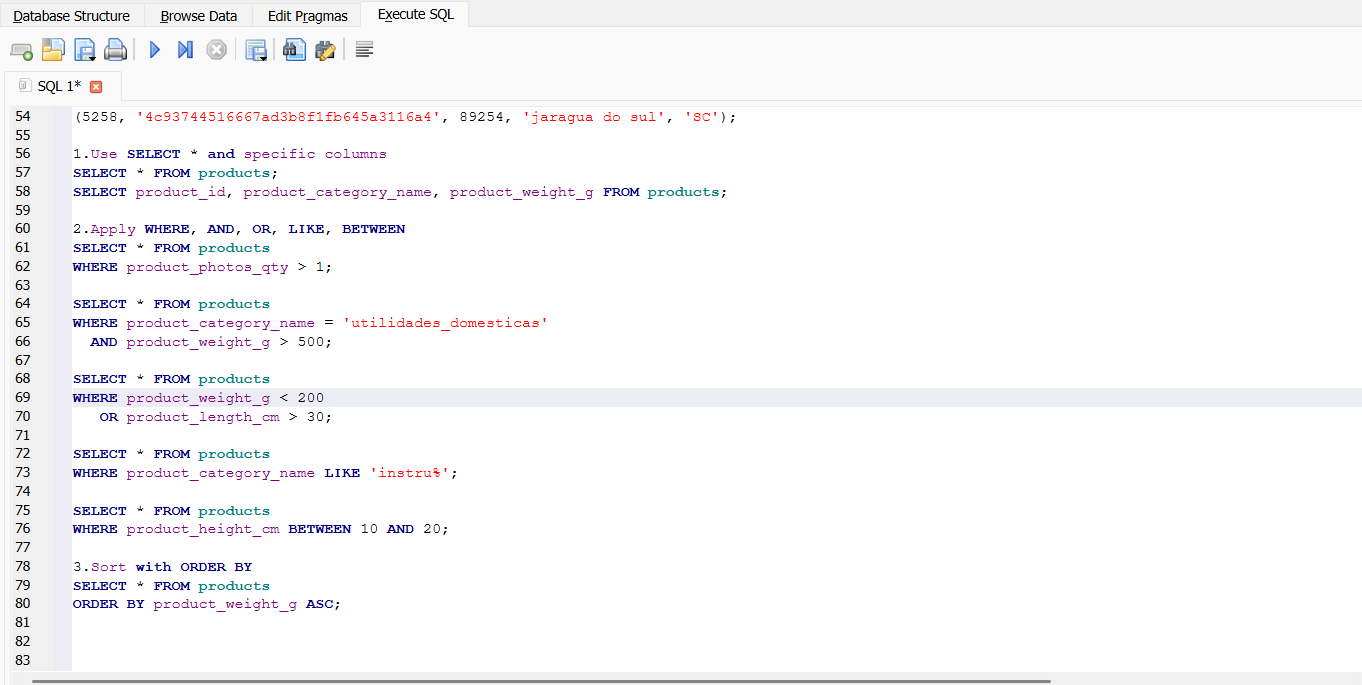 Database Structure Browse Data Edit Pragmas Execute SQL
SQL 1*
54 (5258, '4c93744516667ad3b8f1fb645a3116a4', 89254, 'jaragua do sul', 'SC');
55
56 1.Use SELECT * and specific columns
57 SELECT * FROM products;
58 SELECT product_id, product_category_name, product_weight_g FROM products;
59
60 2.Apply WHERE, AND, OR, LIKE, BETWEEN
61 SELECT * FROM products
62 WHERE product_photos_qty > 1;
63
64 SELECT * FROM products
65 WHERE product_category_name = 'utilidades_domesticas'
66 AND product_weight_g > 500;
67
68 SELECT * FROM products
69 WHERE product_weight_g < 200
70 OR product_length_cm > 30;
71
72 SELECT * FROM products
73 WHERE product_category_name LIKE 'instru%';
74
75 SELECT * FROM products
76 WHERE product_height_cm BETWEEN 10 AND 20;
77
78 3.Sort with ORDER BY
79 SELECT * FROM products
80 ORDER BY product_weight_g ASC;
81
82
83